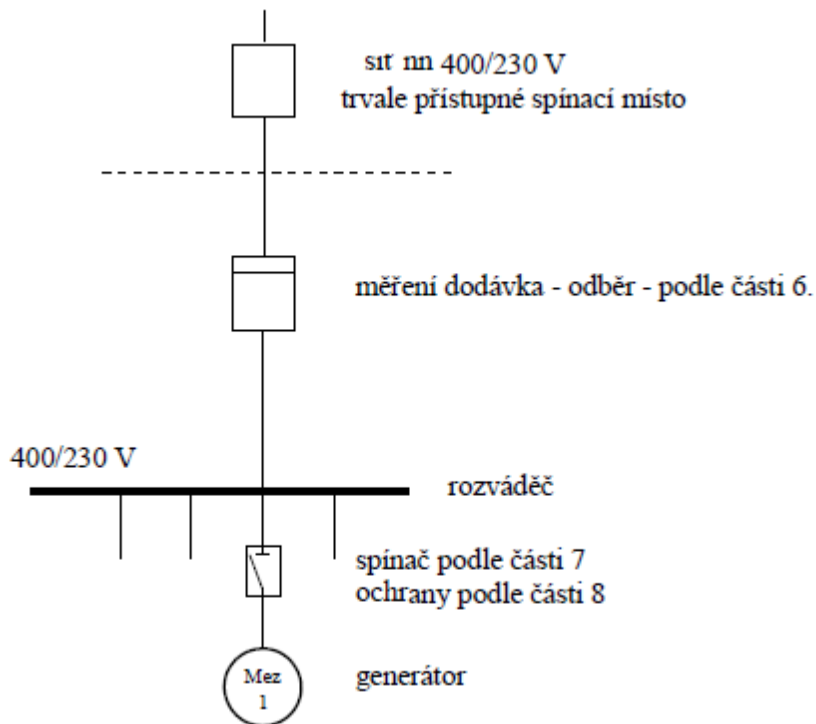 sıť nn 400/230 V
trvale přístupné spínací místo
měření dodávka - odběr - podle části 6.
400/230 V
rozváděč
spínač podle části 7
ochrany podle části 8
Mez
1
generátor